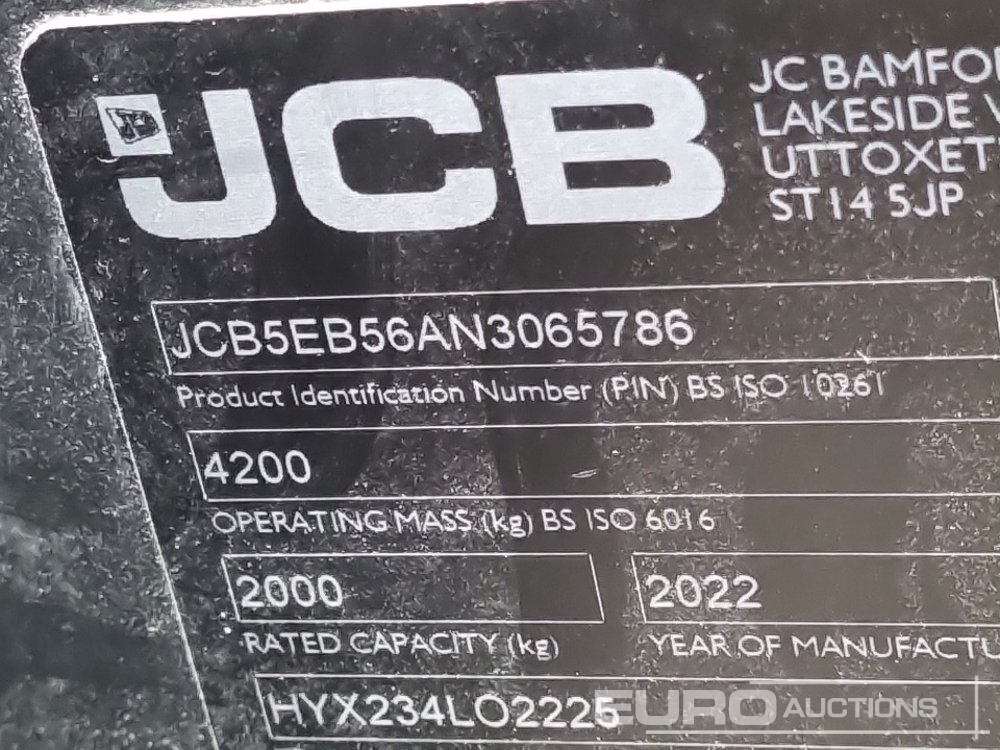 JCB
JC BAMFO
LAKESIDE
UTTOXET
ST14 5JP
JCB5EB56AN3065786
Product Identification Number (PIN) BS ISO 10261
4200
OPERATING MASS (kg) BS ISO 6016
2000
2022
RATED CAPACITY (kg)
YEAR OF MANUFACTU
HYX234LO2225
EURO AUCTIONS